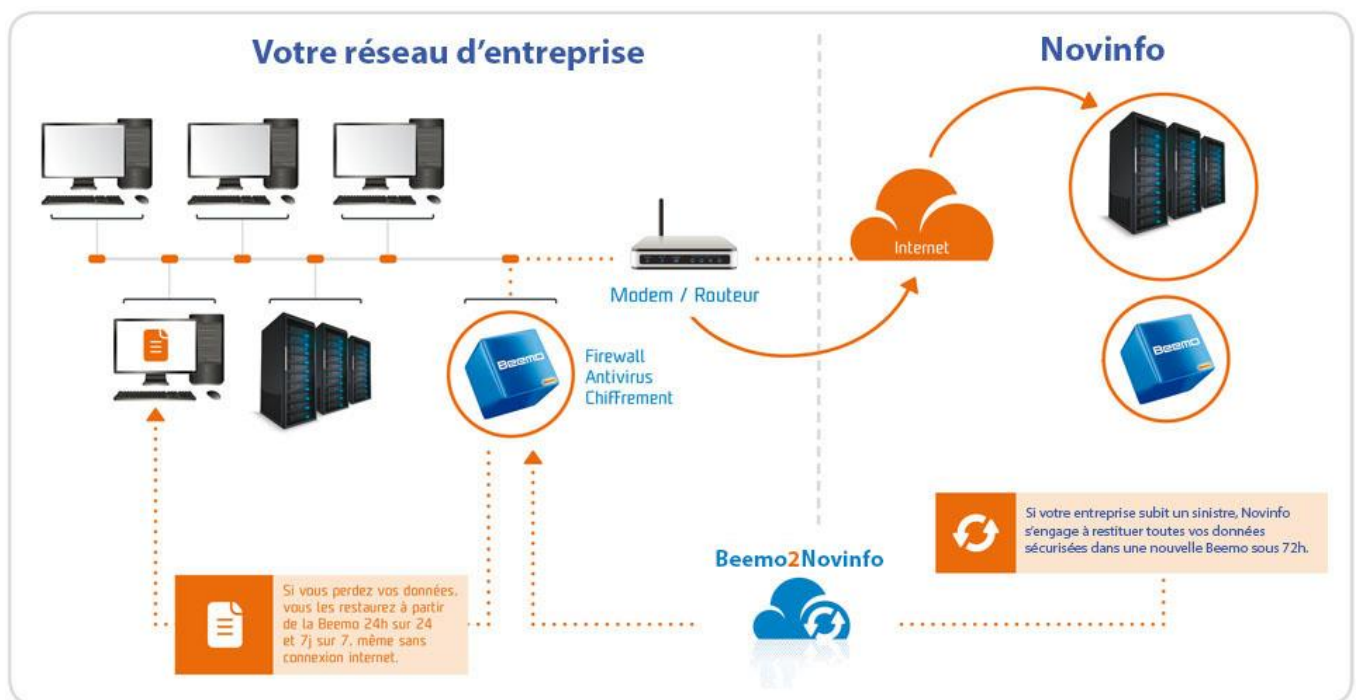 Votre réseau d'entreprise
Novinfo
Internet
Modem / Routeur
Beemo
Firewall
Antivirus
Chiffrement
Beemo
Si votre entreprise subit un sinistre, Novinfo
s'engage à restituer toutes vos données
sécurisées dans une nouvelle Beemo sous 72h.
Beemo2Novinfo
Si vous perdez vos données,
vous les restaurez à partir
de la Beemo 24h sur 24
et 7j sur 7. même sans
connexion internet.